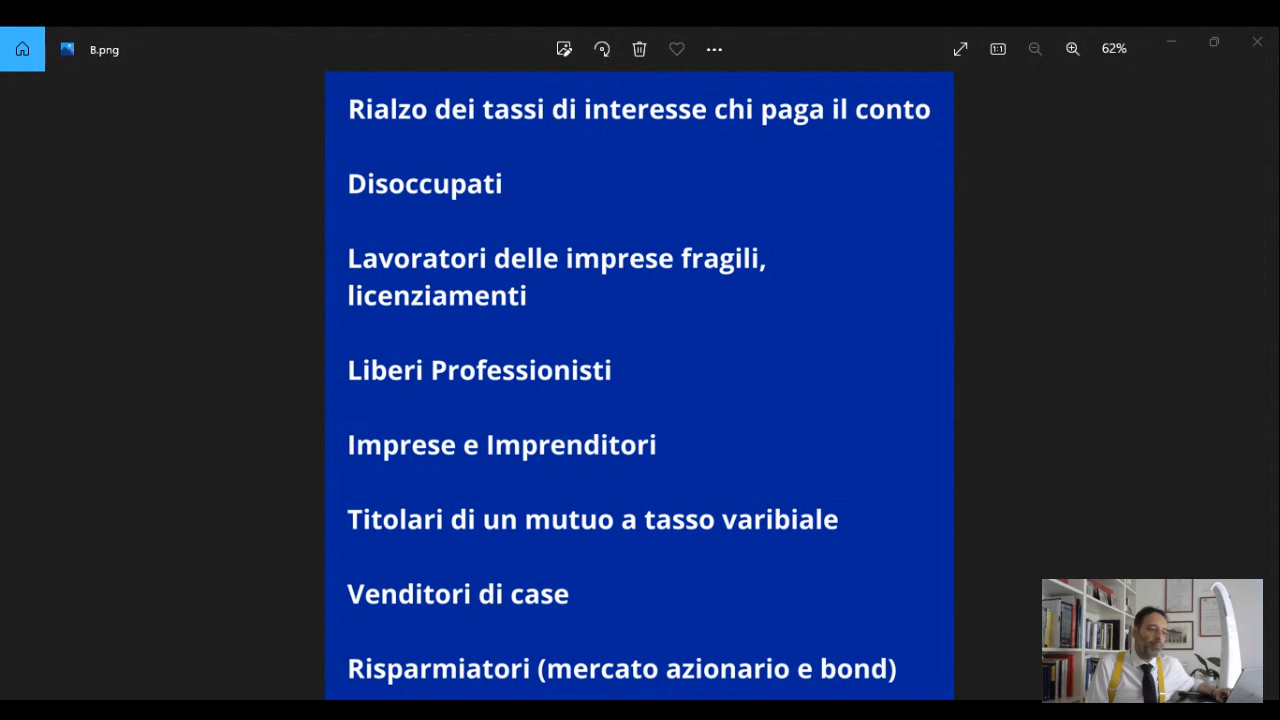 B.png
62%
Rialzo dei tassi di interesse chi paga il conto
Disoccupati
Lavoratori delle imprese fragili,
licenziamenti
Liberi Professionisti
Imprese e Imprenditori
Titolari di un mutuo a tasso varibiale
Venditori di case
Risparmiatori (mercato azionario e bond)